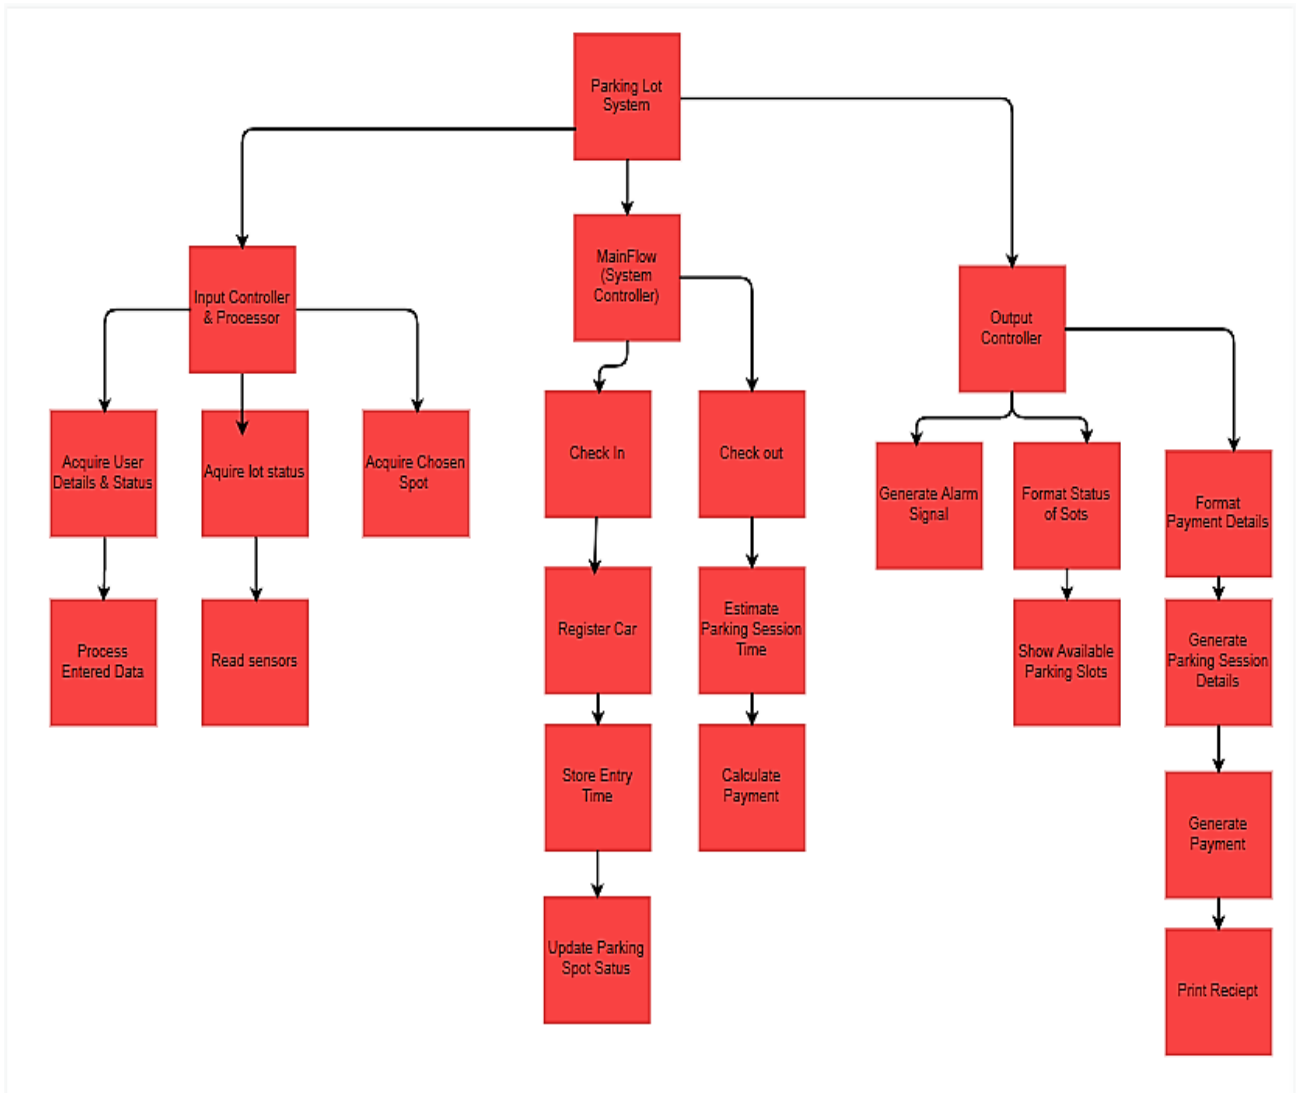 Parking Lot
System
MainFlow
(System
Controller)
Input Controller
& Processor
Output
Controller
Acquire User
Details & Status
Aquire lot status
Acquire Chosen
Spot
Check In
Check out
Generate Alarm
Signal
Format Status
of Sots
Format
Payment Details
Process
Entered Data
Read sensors
Register Car
Estimate
Parking Session
Time
Show Available
Parking Slots
Generate
Parking Session
Details
Store Entry
Time
Calculate
Payment
Generate
Payment
Update Parking
Spot Satus
Print Reciept